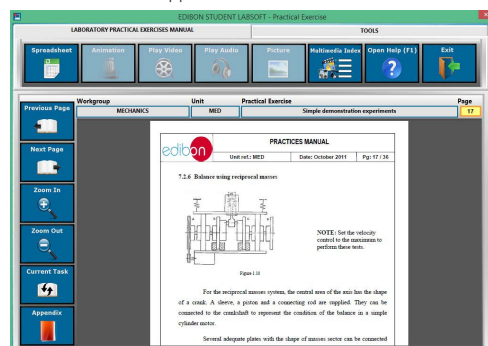 EDIBON STUDENT LABSOFT - Practical Exercise
LABORATORY PRACTICAL EXERCISES MANUAL
TOOLS
Spreadsheet
Animation
Play Video
Play Audio
Picture
Multimedia Index
Open Help (F1)
Exit
Workgroup
Unit
Practical Exercise
Page
MECHANICS
MED
Simple demonstration experiments
17
Previous Page
Next Page
Zoom In
Zoom Out
Current Task
Appendix
edibon
PRACTICES MANUAL
Unit ref.: MED
Date: October 2011
Pg: 17 / 36
7.2.6 Balance using reciprocal masses
NOTE: Set the velocity
control to the maximum to
perform these tests.
For the reciprocal masses system, the central area of the axis has the shape
of a crank. A sleeve, a piston and a connecting rod are supplied. They can be
connected to the crankshaft to represent the condition of the balance in a simple
cylinder motor.
Several adequate plates with the shape of masses sector can be connected